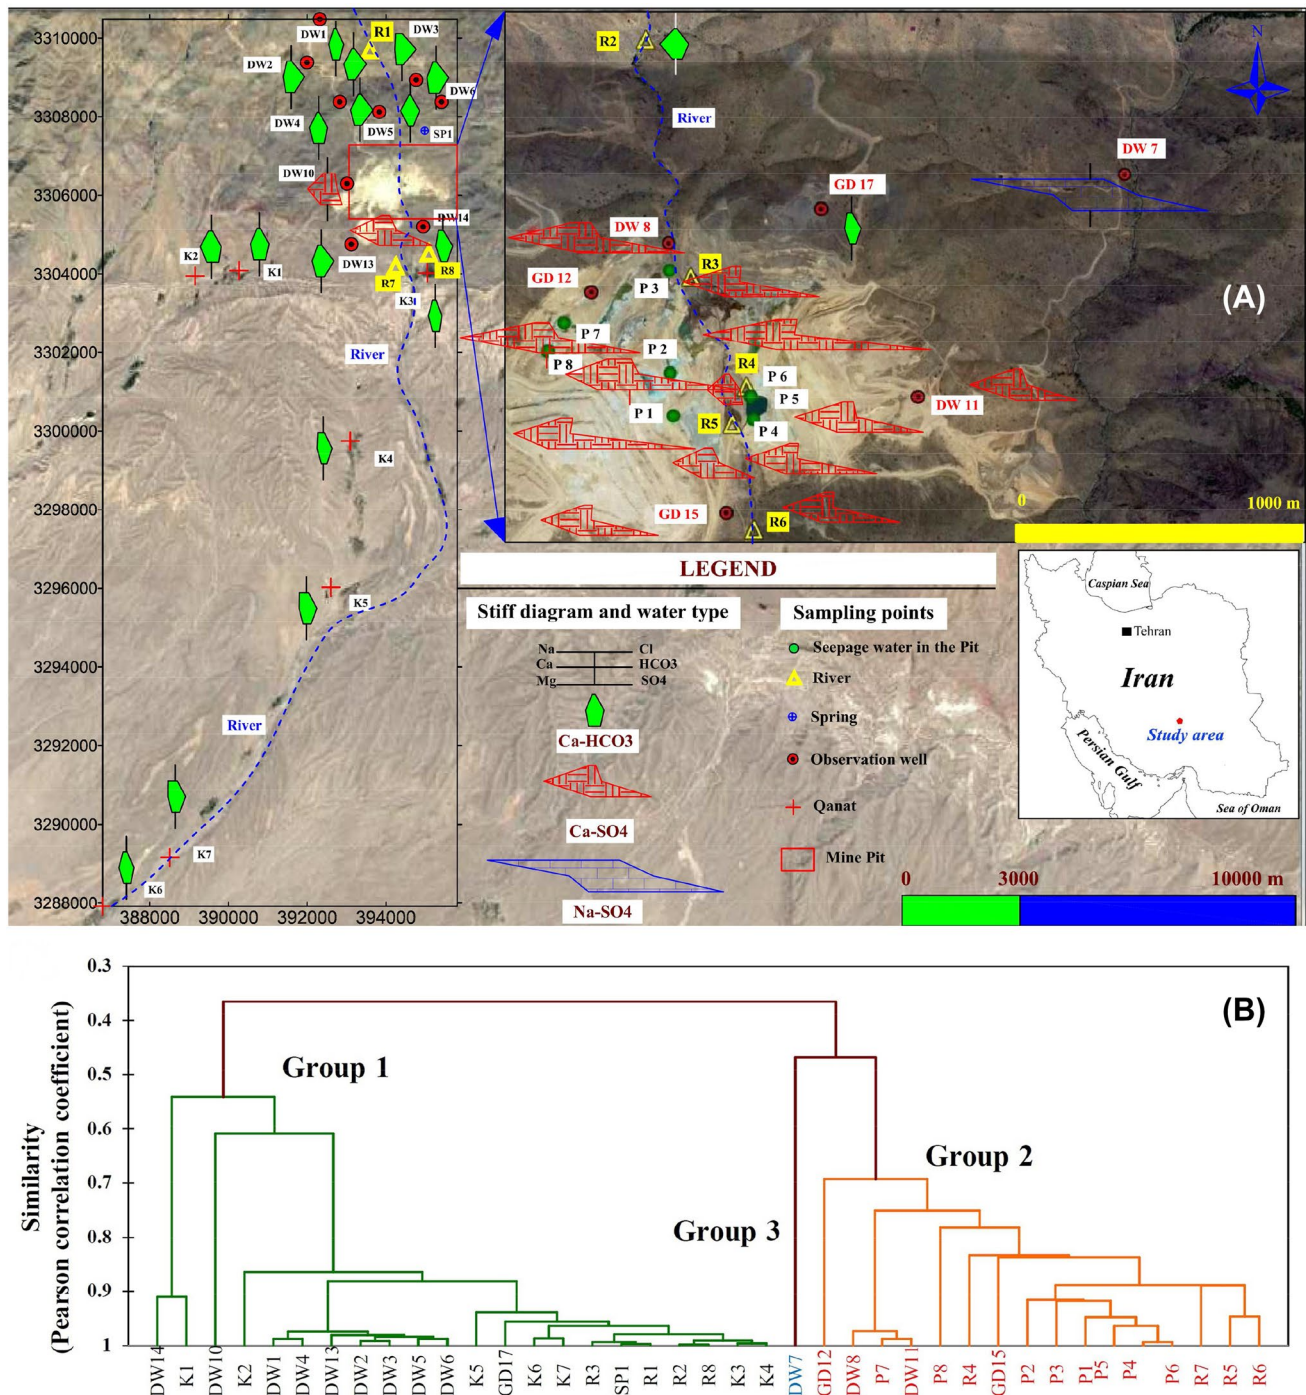 3310000
3308000
3306000
3304000
3302000
3300000
3298000
3296000
3294000
3292000
3290000
3288000
388000
390000
392000
394000
DW1
R1
DW3
DW2
DW6
DW4
DW5
SP1
DW10
DW14
K2
K1
DW13
R7
R8
K3
River
K4
K5
River
K7
K6
R2
N
River
DW 7
GD 17
DW 8
R3
GD 12
P 3
(A)
P 7
P 2
R4
P 8
P 6
P 5
DW 11
P 1
R5
P 4
GD 15
R6
0
1000 m
LEGEND
Stiff diagram and water type
Na Cl
Ca HCO3
Mg SO4
Ca-HCO3
Ca-SO4
Na-SO4
Sampling points
Seepage water in the Pit
River
Spring
Observation well
Qanat
Mine Pit
Caspian Sea
Tehran
Iran
Study area
Persian Gulf
Sea of Oman
0 3000 10000 m
(B)
Similarity
(Pearson correlation coefficient)
0.3
0.4
0.5
0.6
0.7
0.8
0.9
1
Group 1
Group 2
Group 3
DW14 K1 DW10 K2 DW1 DW4 DW13 DW2 DW3 DW5 DW6 K5 GD17 K6 K7 R3 SP1 R1 R2 R8 K3 K4 DW7 GD12 DW8 P7 DW11 P8 R4 GD15 P2 P3 P1 P5 P4 P6 R7 R5 R6